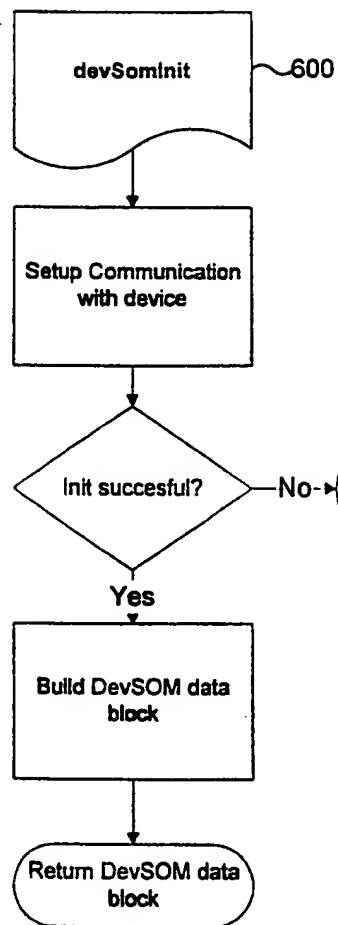 devSomInit
600
Setup Communication
with device
Init succesful?
No
Yes
Build DevSOM data
block
Return DevSOM data
block